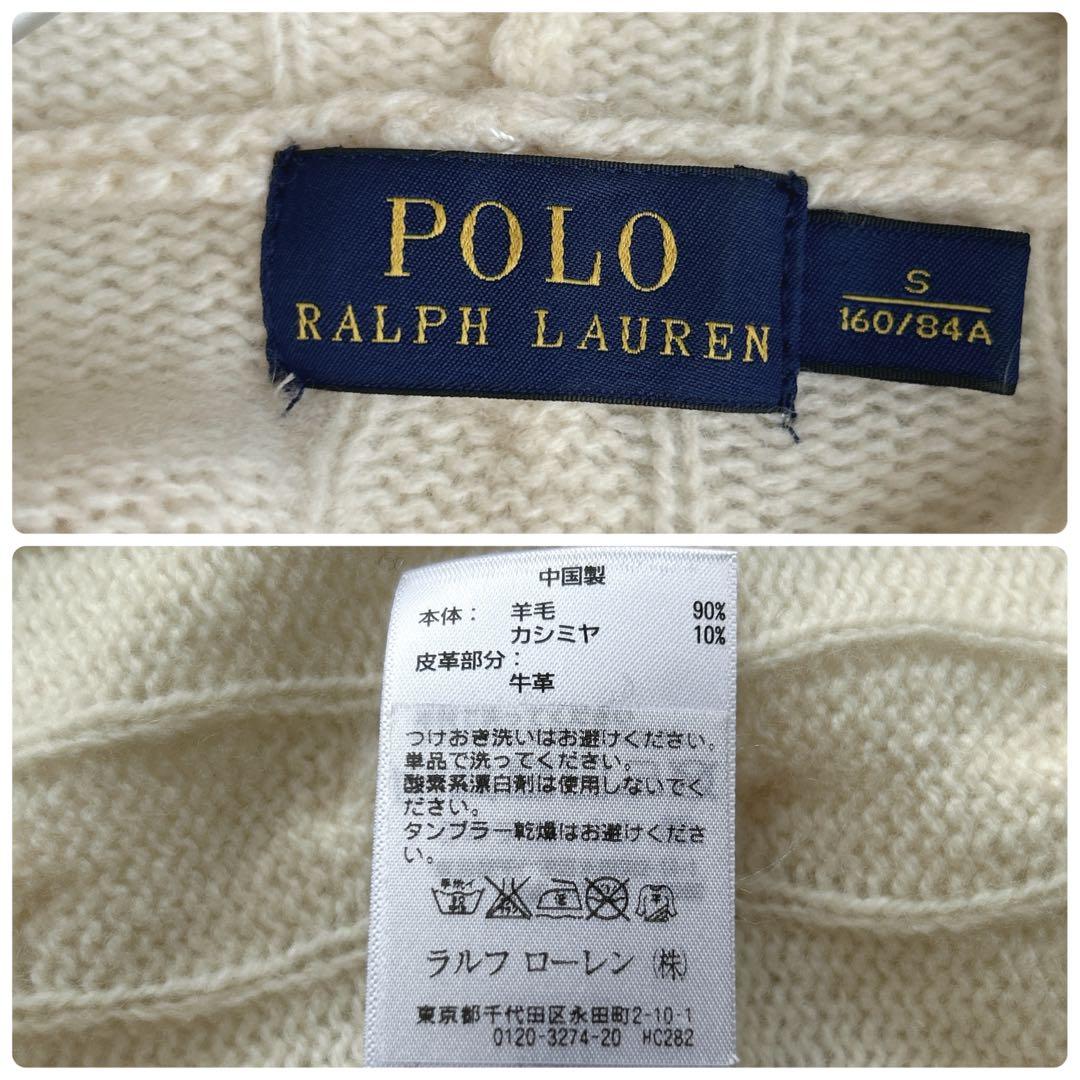 POLO
RALPH LAUREN
S
160/84A
中国製
本体： 羊毛 90%
カシミヤ 10%
皮革部分：
牛革
つけおき洗いはお避けください。
単品で洗ってください。
酸素系漂白剤は使用しないでく
ださい。
タンブラー乾燥はお避けくださ
い。
ラルフ ローレン（株）
東京都千代田区永田町2-10-1
0120-3274-20 HC282